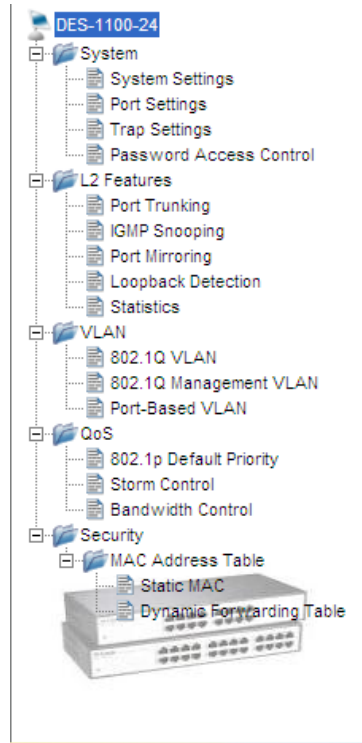 DES-1100-24
System
System Settings
Port Settings
Trap Settings
Password Access Control
L2 Features
Port Trunking
IGMP Snooping
Port Mirroring
Loopback Detection
Statistics
VLAN
802.1Q VLAN
802.1Q Management VLAN
Port-Based VLAN
QoS
802.1p Default Priority
Storm Control
Bandwidth Control
Security
MAC Address Table
Static MAC
Dynamic Forwarding Table